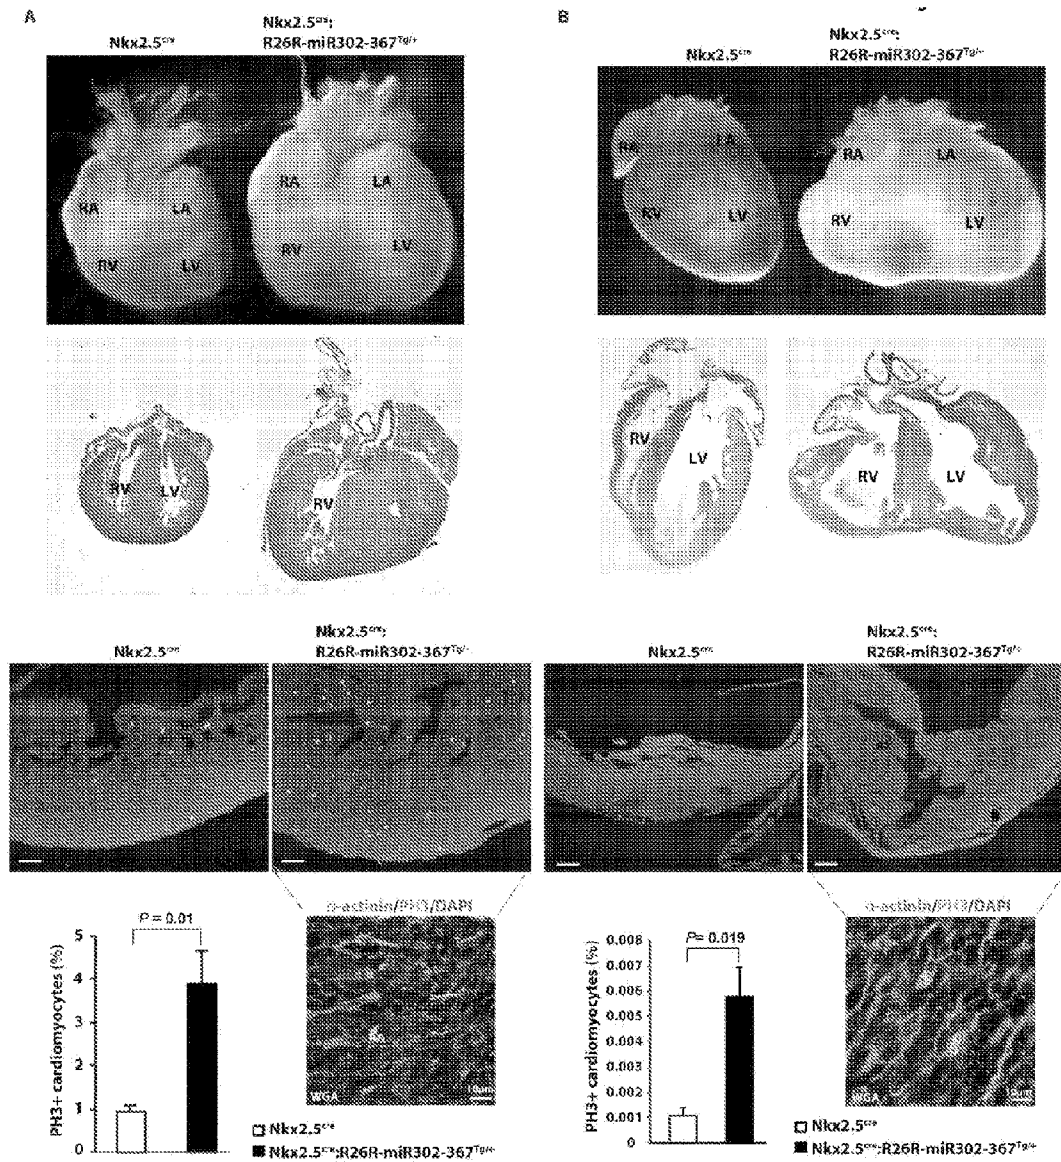 A
Nkx2.5cre
Nkx2.5cre:
R26R-miR302-367Tg/+
RA
LA
RV
LV
RA
LA
RV
LV
RV
LV
RV
B
Nkx2.5cre
Nkx2.5cre:
R26R-miR302-367Tg/+
RA
LA
RV
LV
RA
LA
RV
LV
RV
LV
RV
LV
Nkx2.5cre
Nkx2.5cre:
R26R-miR302-367Tg/+
Nkx2.5cre
Nkx2.5cre:
R26R-miR302-367Tg/+
PH3+ cardiomyocytes (%)
5
4
3
2
1
0
P = 0.01
α-actinin/PH3/DAPI
WGA
Nkx2.5cre
Nkx2.5cre:R26R-miR302-367Tg/+
PH3+ cardiomyocytes (%)
0.008
0.007
0.006
0.005
0.004
0.003
0.002
0.001
0
P= 0.019
α-actinin/PH3/DAPI
WGA
Nkx2.5cre
Nkx2.5cre:R26R-miR302-367Tg/+